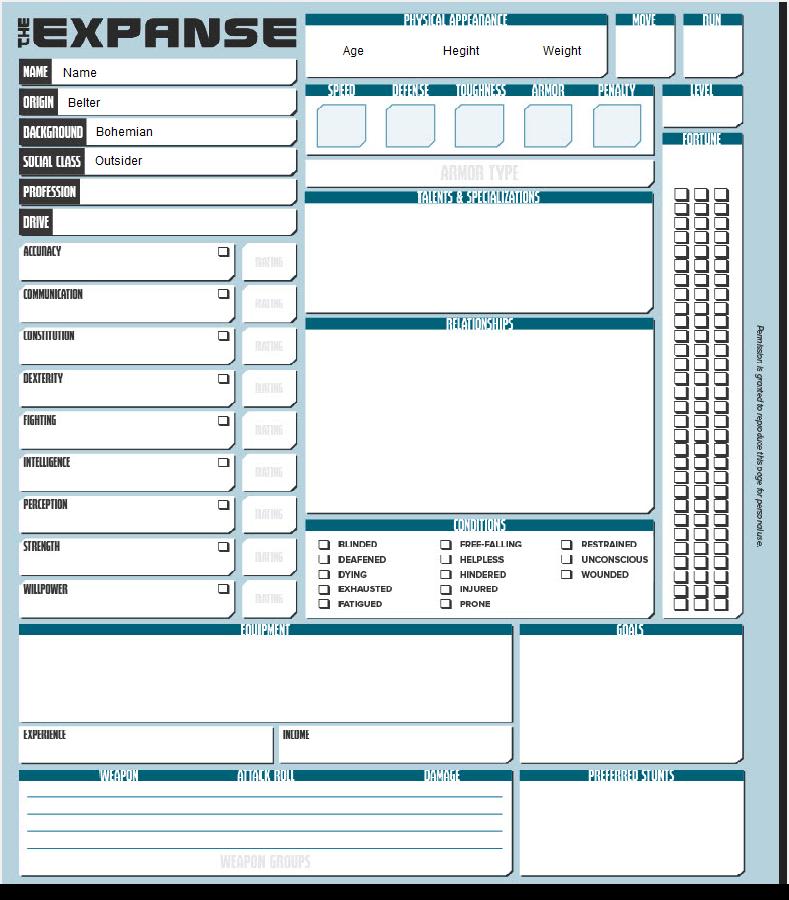 THE EXPANSE
NAME Name
ORIGIN Belter
BACKGROUND Bohemian
SOCIAL CLASS Outsider
PROFESSION
DRIVE
PHYSICAL APPEADANCE
Age Hegiht Weight
MOVE
RUN
SPEED DEFENSE TOUGHNESS ARMOR PENALTY
LEVEL
ARMOR TYPE
FORTUNE
TALENTS & SPECIALIZATIONS
RELATIONSHIPS
ACCURACY RATING
COMMUNICATION RATING
CONSTITUTION RATING
DEXTERITY RATING
FIGHTING RATING
INTELLIGENCE RATING
PERCEPTION RATING
STRENGTH RATING
WILLPOWER RATING
CONDITIONS
BLINDED FREE-FALLING RESTRAINED
DEAFENED HELPLESS UNCONSCIOUS
DYING HINDERED WOUNDED
EXHAUSTED INJURED
FATIGUED PRONE
Permission is granted to reproduce this page for personal use.
EQUIPMENT
GOALS
EXPERIENCE INCOME
WEAPON ATTACK ROLL DAMAGE
PREFERRED STUNTS
WEAPON GROUPS